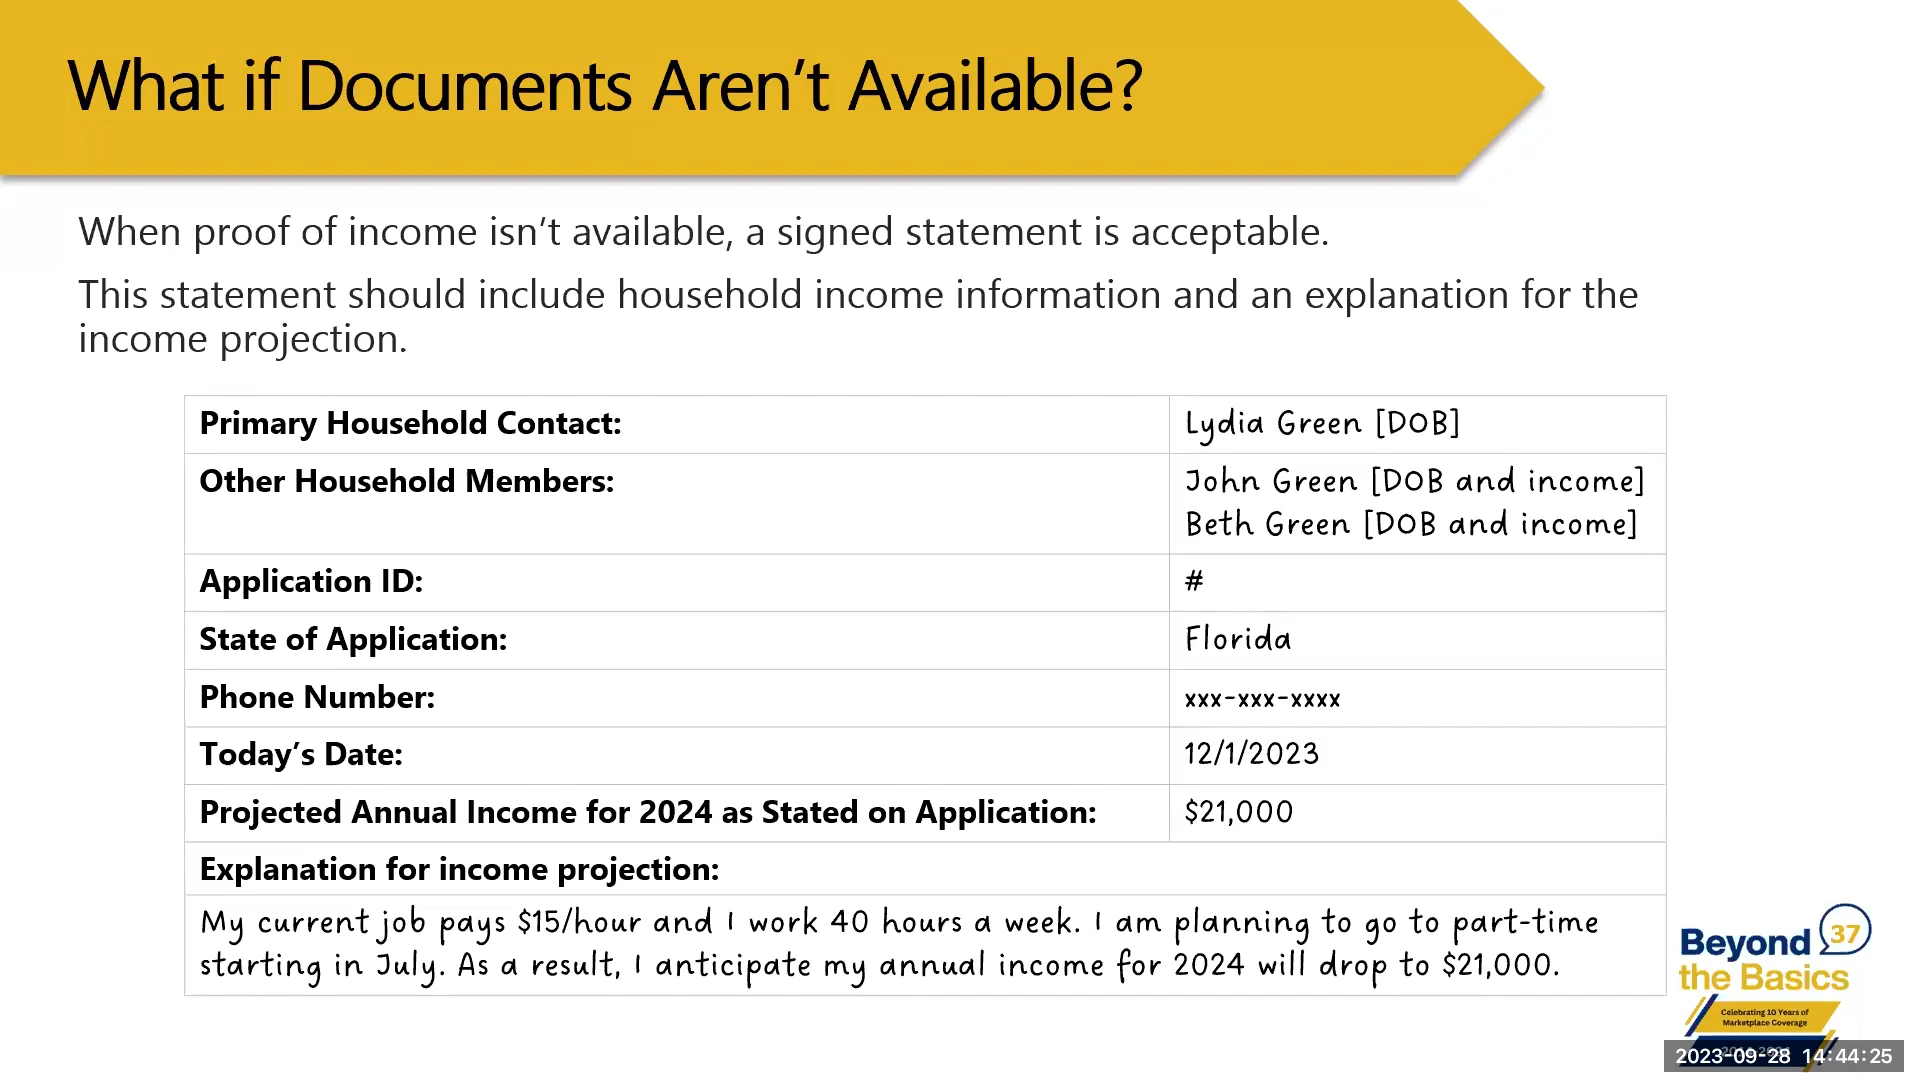 What if Documents Aren’t Available?
When proof of income isn’t available, a signed statement is acceptable.
This statement should include household income information and an explanation for the
income projection.
Primary Household Contact: Lydia Green [DOB]
Other Household Members: John Green [DOB and income]
Beth Green [DOB and income]
Application ID: #
State of Application: Florida
Phone Number: xxx-xxx-xxxx
Today’s Date: 12/1/2023
Projected Annual Income for 2024 as Stated on Application: $21,000
Explanation for income projection:
My current job pays $15/hour and I work 40 hours a week. I am planning to go to part-time
starting in July. As a result, I anticipate my annual income for 2024 will drop to $21,000.
37
Beyond
the Basics
Celebrating 10 Years of
Marketplace Coverage
2023-09-28 14:44:25